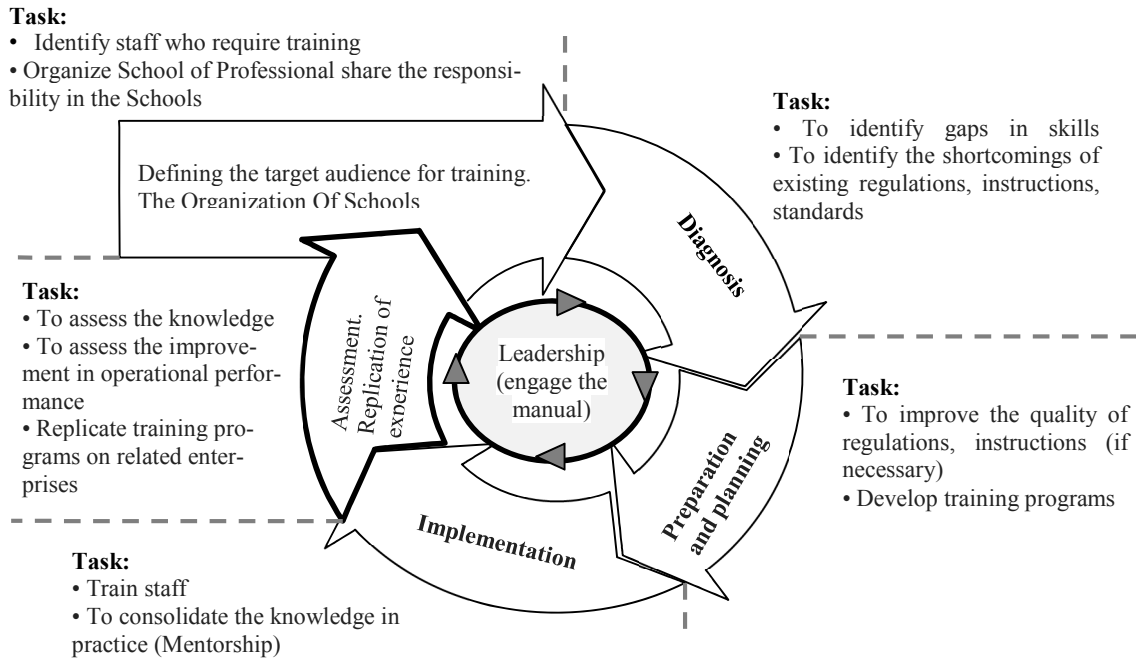 Task:
• Identify staff who require training
• Organize School of Professional share the responsi-
bility in the Schools
Defining the target audience for training.
The Organization Of Schools
Task:
• To identify gaps in skills
• To identify the shortcomings of
existing regulations, instructions,
standards
Diagnosis
Task:
• To improve the quality of
regulations, instructions (if
necessary)
• Develop training programs
Preparation
and planning
Leadership
(engage the
manual)
Implementation
Task:
• Train staff
• To consolidate the knowledge in
practice (Mentorship)
Assessment.
Replication of
experience
Task:
• To assess the knowledge
• To assess the improve-
ment in operational perfor-
mance
• Replicate training pro-
grams on related enter-
prises